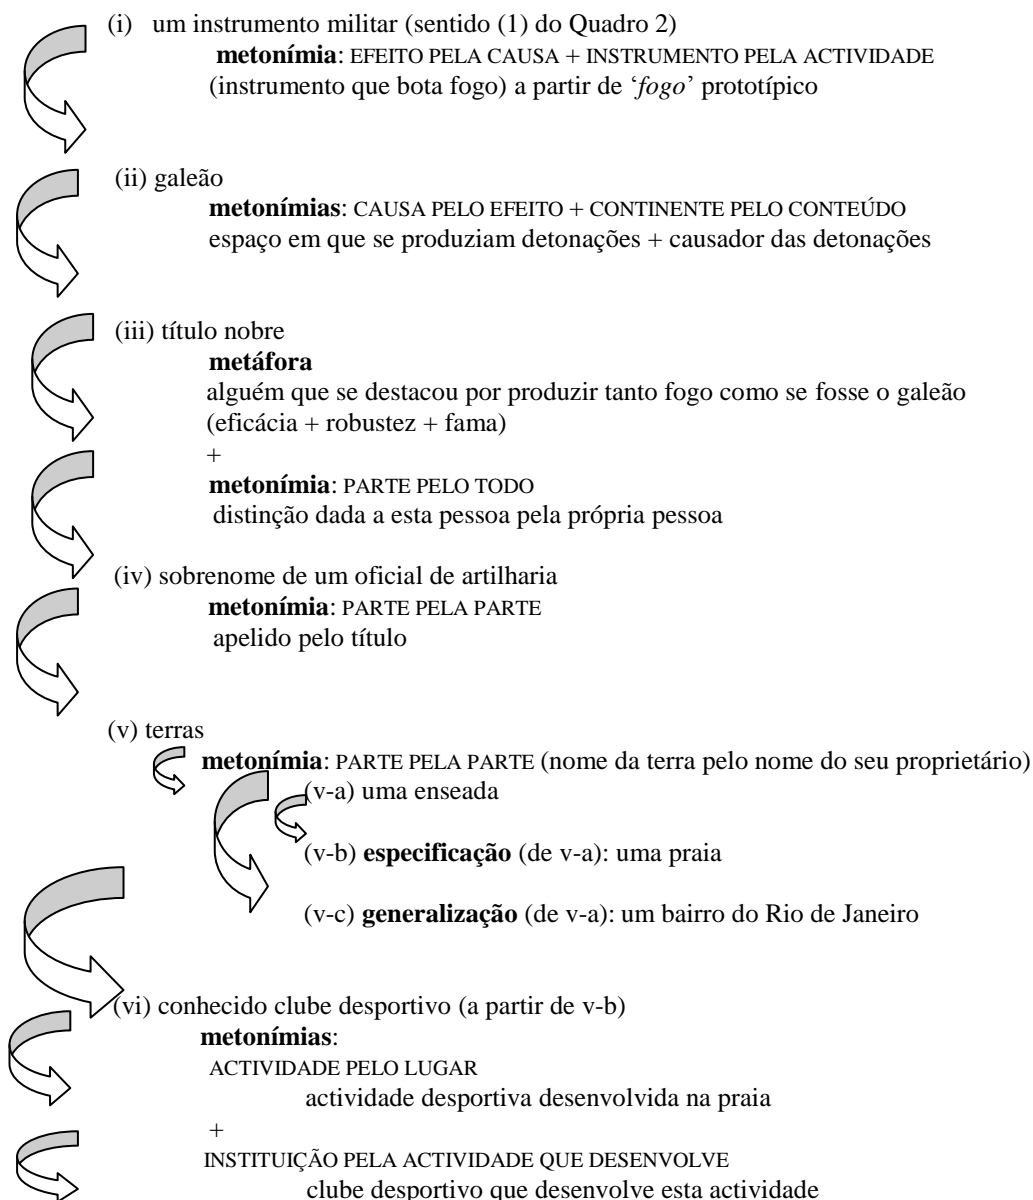 (i) um instrumento militar (sentido (1) do Quadro 2)
metonímia: EFEITO PELA CAUSA + INSTRUMENTO PELA ACTIVIDADE
(instrumento que bota fogo) a partir de ‘fogo’ prototípico
(ii) galeão
metonímias: CAUSA PELO EFEITO + CONTINENTE PELO CONTEÚDO
espaço em que se produziam detonações + causador das detonações
(iii) título nobre
metáfora
alguém que se destacou por produzir tanto fogo como se fosse o galeão
(eficácia + robustez + fama)
+
metonímia: PARTE PELO TODO
distinção dada a esta pessoa pela própria pessoa
(iv) sobrenome de um oficial de artilharia
metonímia: PARTE PELA PARTE
apelido pelo título
(v) terras
metonímia: PARTE PELA PARTE (nome da terra pelo nome do seu proprietário)
(v-a) uma enseada
(v-b) especificação (de v-a): uma praia
(v-c) generalização (de v-a): um bairro do Rio de Janeiro
(vi) conhecido clube desportivo (a partir de v-b)
metonímias:
ACTIVIDADE PELO LUGAR
actividade desportiva desenvolvida na praia
+
INSTITUIÇÃO PELA ACTIVIDADE QUE DESENVOLVE
clube desportivo que desenvolve esta actividade